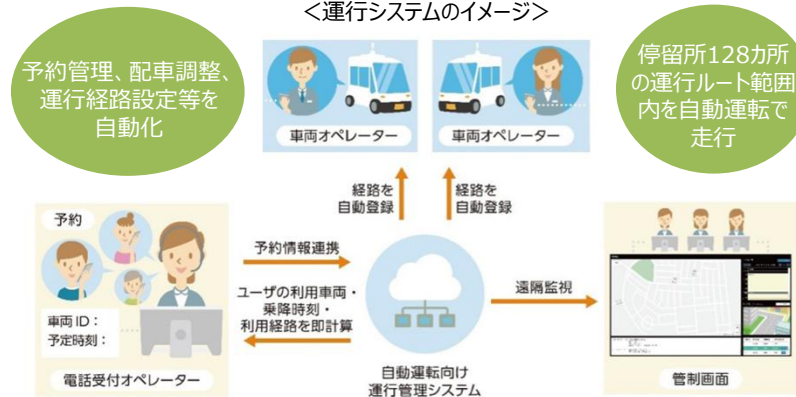 ＜運行システムのイメージ＞
予約管理、配車調整、
運行経路設定等を
自動化
停留所128カ所
の運行ルート範囲
内を自動運転で
走行
車両オペレーター
車両オペレーター
経路を
自動登録
経路を
自動登録
予約
車両 ID：
予定時刻：
電話受付オペレーター
予約情報連携
ユーザの利用車両・
乗降時刻・
利用経路を即計算
自動運転向け
運行管理システム
遠隔監視
管制画面